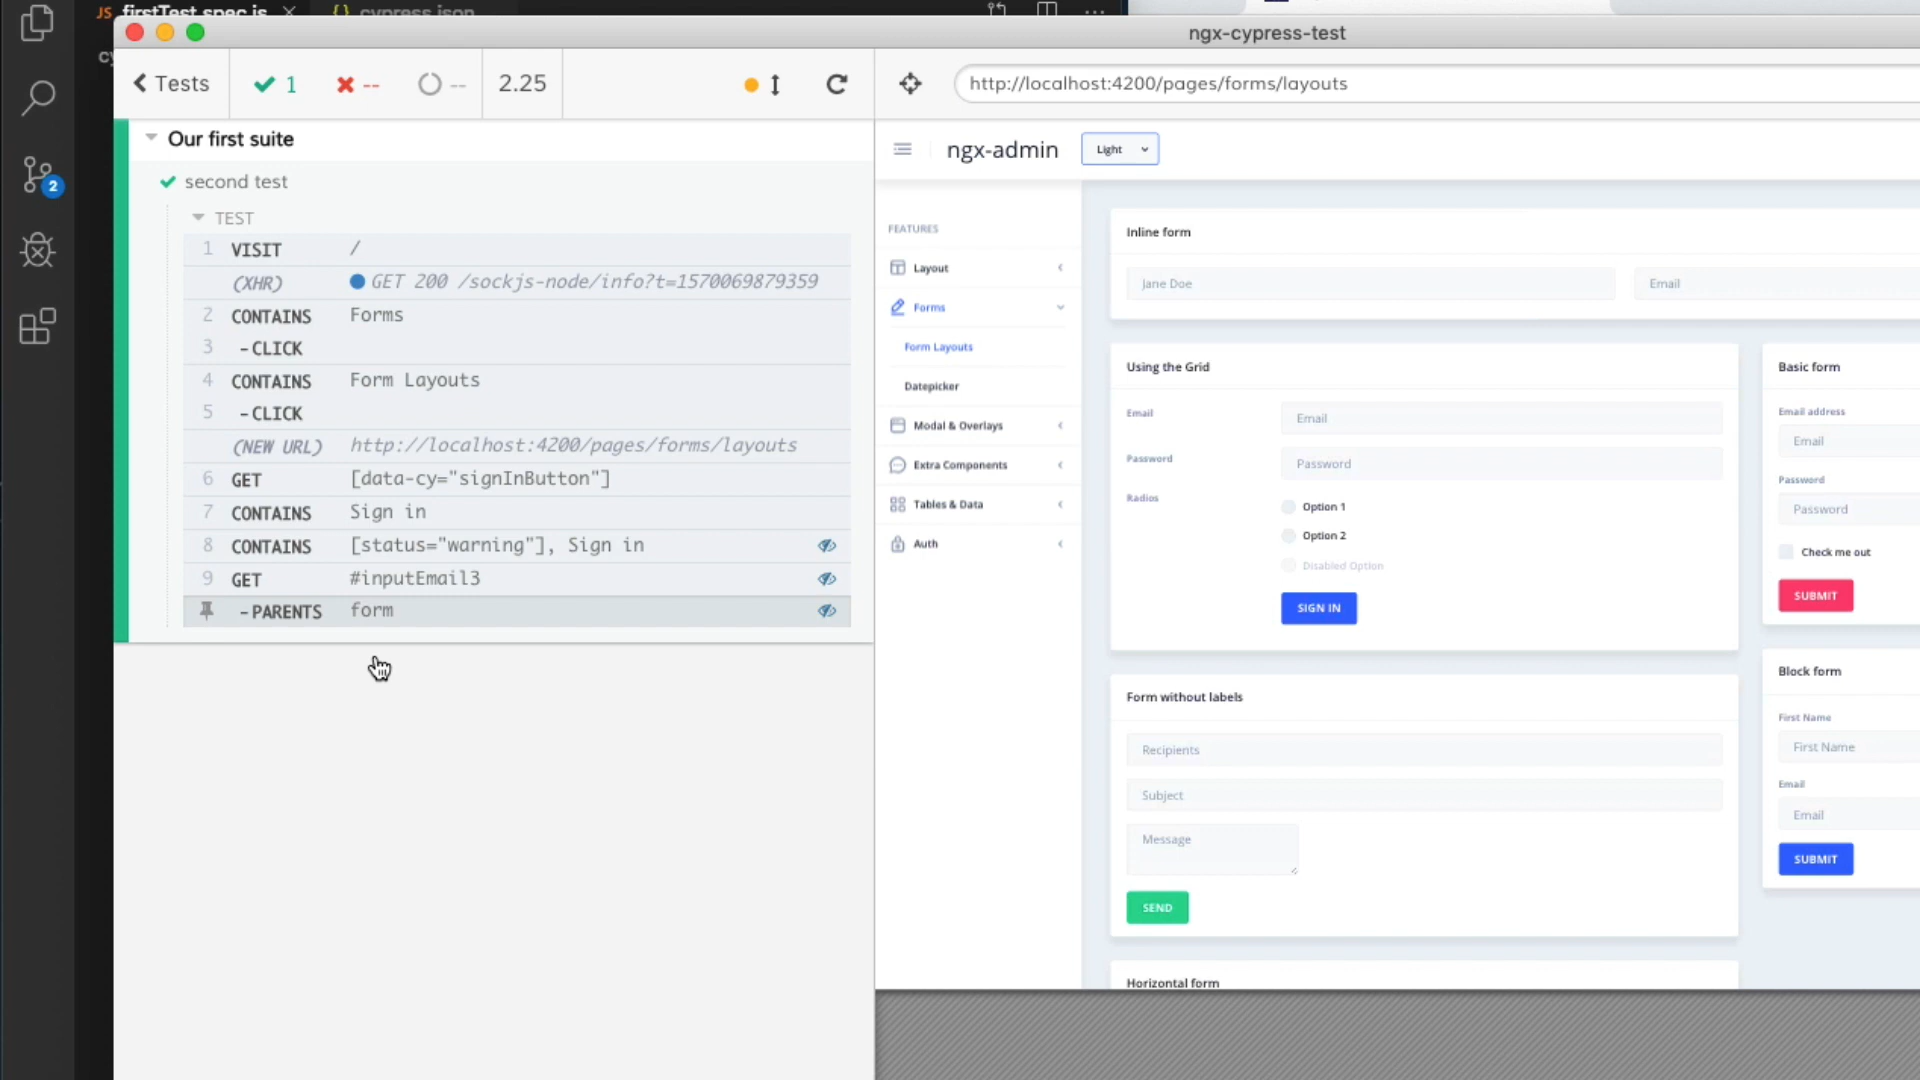 JS firstTest.spec.js
{} cypress.json
ngx-cypress-test
Tests
1
--
--
2.25
http://localhost:4200/pages/forms/layouts
2
Our first suite
second test
TEST
1 VISIT /
(XHR) GET 200 /sockjs-node/info?t=1570069879359
2 CONTAINS Forms
3 -CLICK
4 CONTAINS Form Layouts
5 -CLICK
(NEW URL) http://localhost:4200/pages/forms/layouts
6 GET [data-cy="signInButton"]
7 CONTAINS Sign in
8 CONTAINS [status="warning"], Sign in
9 GET #inputEmail3
-PARENTS form
ngx-admin
Light
FEATURES
Layout
Forms
Form Layouts
Datepicker
Modal & Overlays
Extra Components
Tables & Data
Auth
Inline form
Jane Doe
Email
Using the Grid
Email
Email
Password
Password
Radios
Option 1
Option 2
Disabled Option
SIGN IN
Form without labels
Recipients
Subject
Message
SEND
Horizontal form
Basic form
Email address
Email
Password
Password
Check me out
SUBMIT
Block form
First Name
First Name
Email
Email
SUBMIT